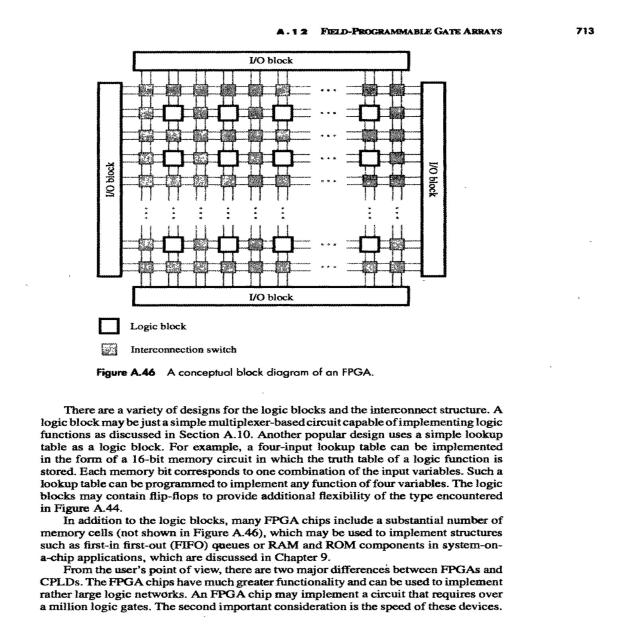 A.12 FIELD-PROGRAMMABLE GATE ARRAYS 713
I/O block
I/O block
I/O block
I/O block
Logic block
Interconnection switch
Figure A.46 A conceptual block diagram of an FPGA.
There are a variety of designs for the logic blocks and the interconnect structure. A
logic block may be just a simple multiplexer-based circuit capable of implementing logic
functions as discussed in Section A.10. Another popular design uses a simple lookup
table as a logic block. For example, a four-input lookup table can be implemented
in the form of a 16-bit memory circuit in which the truth table of a logic function is
stored. Each memory bit corresponds to one combination of the input variables. Such a
lookup table can be programmed to implement any function of four variables. The logic
blocks may contain flip-flops to provide additional flexibility of the type encountered
in Figure A.44.
In addition to the logic blocks, many FPGA chips include a substantial number of
memory cells (not shown in Figure A.46), which may be used to implement structures
such as first-in first-out (FIFO) queues or RAM and ROM components in system-on-
a-chip applications, which are discussed in Chapter 9.
From the user's point of view, there are two major differences between FPGAs and
CPLDs. The FPGA chips have much greater functionality and can be used to implement
rather large logic networks. An FPGA chip may implement a circuit that requires over
a million logic gates. The second important consideration is the speed of these devices.